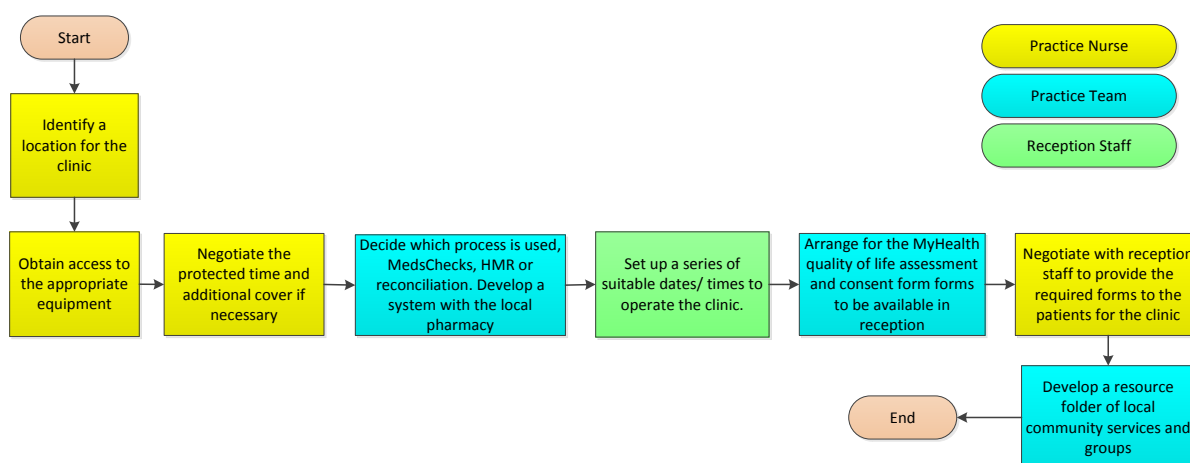 Start
Practice Nurse
Practice Team
Reception Staff
Identify a
location for the
clinic
Obtain access to
the appropriate
equipment
Negotiate the
protected time and
additional cover if
necessary
Decide which process is used,
MedsChecks, HMR or
reconciliation. Develop a
system with the local
pharmacy
Set up a series of
suitable dates/ times to
operate the clinic.
Arrange for the MyHealth
quality of life assessment
and consent form forms
to be available in
reception
Negotiate with reception
staff to provide the
required forms to the
patients for the clinic
Develop a resource
folder of local
community services and
groups
End